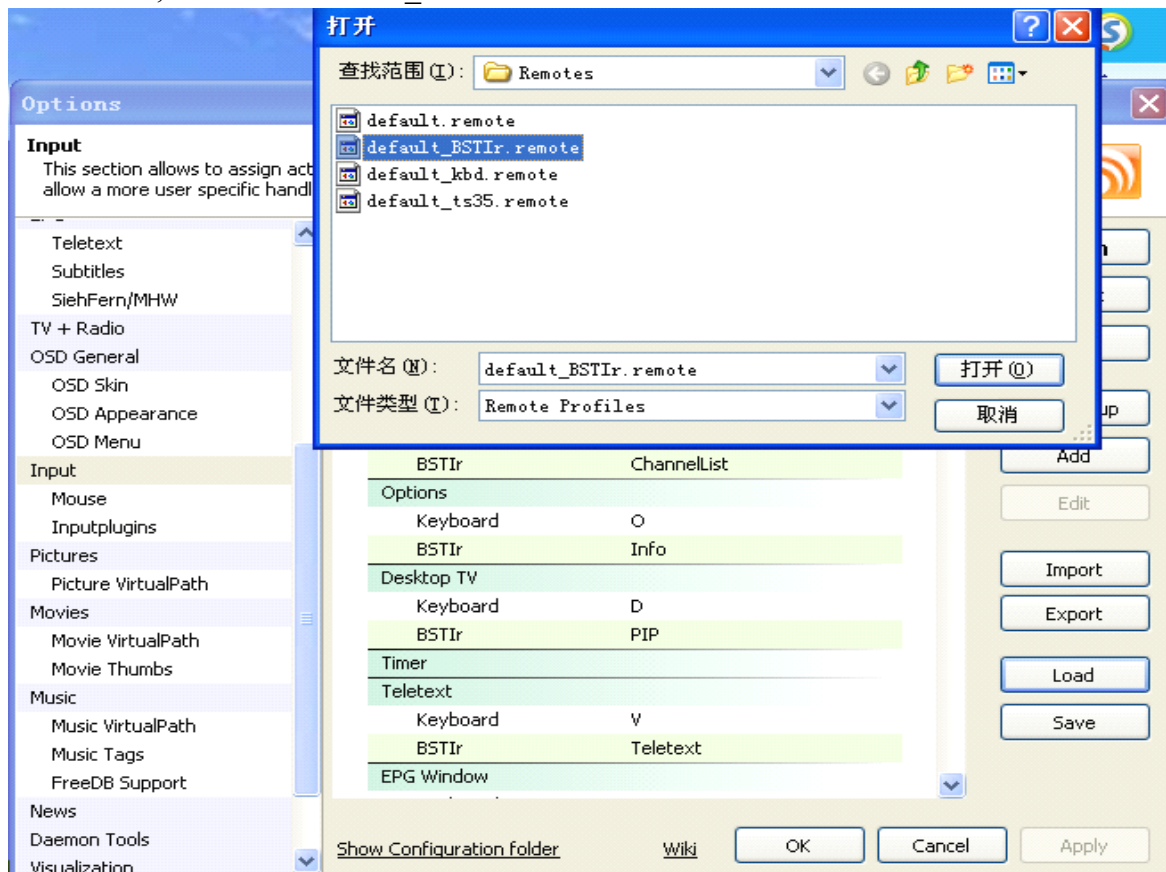 打开
查找范围(I):
Remotes
default.remote
default_BSTIr.remote
default_kbd.remote
default_ts35.remote
文件名(N):
default_BSTIr.remote
打开(O)
文件类型(T):
Remote Profiles
取消
Options
Input
This section allows to assign act
allow a more user specific handl
Teletext
Subtitles
SiehFern/MHW
TV + Radio
OSD General
OSD Skin
OSD Appearance
OSD Menu
Input
Mouse
Inputplugins
Pictures
Picture VirtualPath
Movies
Movie VirtualPath
Movie Thumbs
Music
Music VirtualPath
Music Tags
FreeDB Support
News
Daemon Tools
Visualization
BSTIr ChannelList
Options
Keyboard O
BSTIr Info
Desktop TV
Keyboard D
BSTIr PIP
Timer
Teletext
Keyboard V
BSTIr Teletext
EPG Window
up
Add
Edit
Import
Export
Load
Save
Show Configuration folder
Wiki
OK
Cancel
Apply